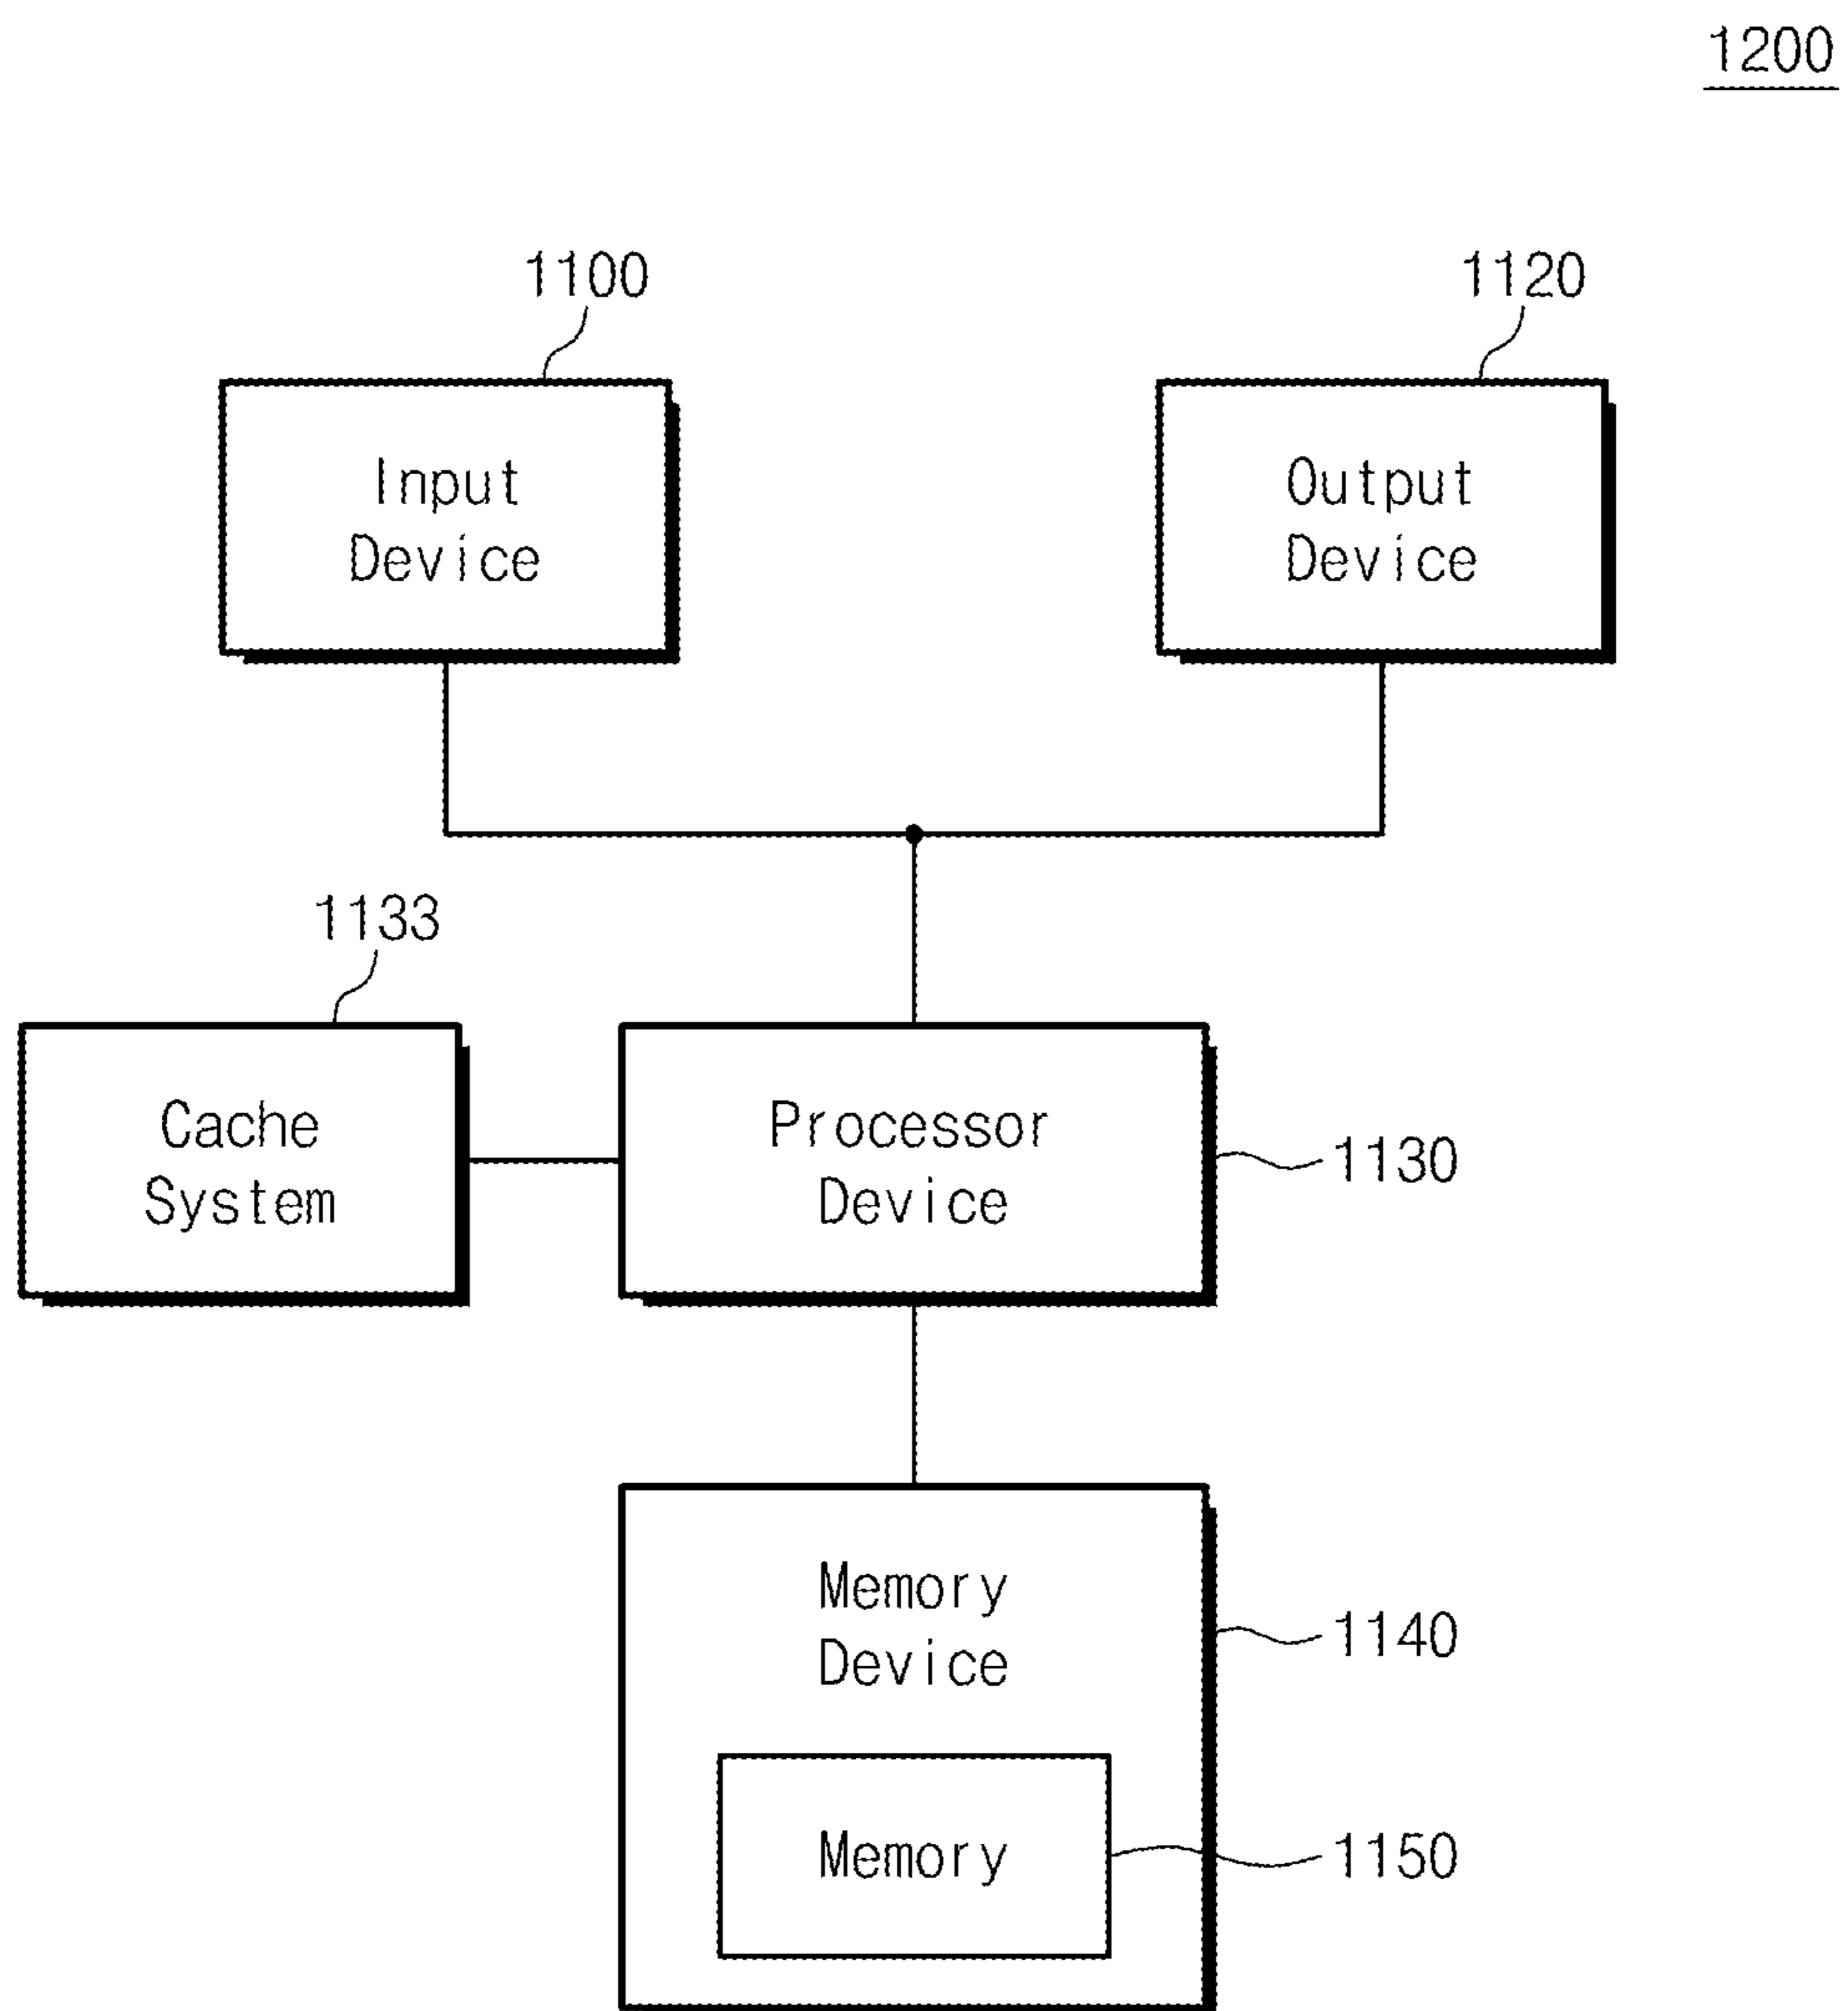 1200
1100
1120
Input
Device
Output
Device
1133
Cache
System
Processor
Device
1130
Memory
Device
1140
Memory
1150